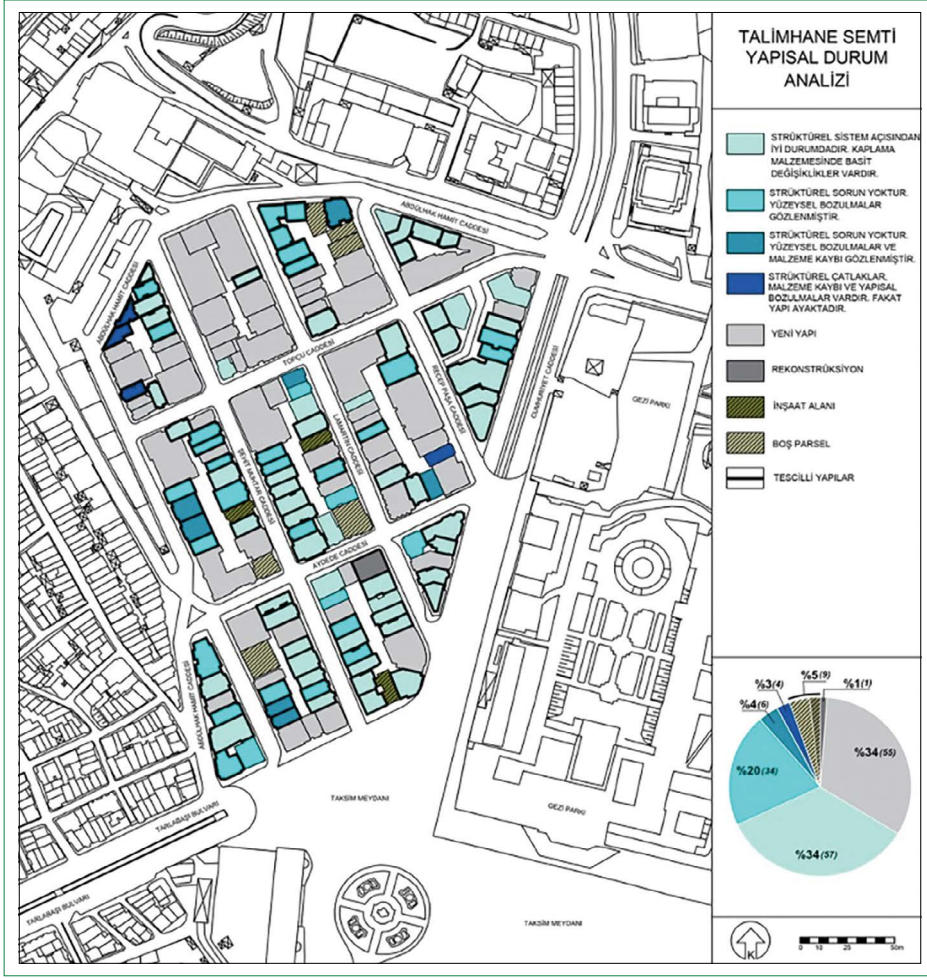 TALİMHANE SEMTİ
YAPISAL DURUM
ANALİZİ
STRÜKTÜREL SİSTEM AÇISINDAN
İYİ DURUMDADIR. KAPLAMA
MALZEMESİNDE BASİT
DEĞİŞİKLİKLER VARDIR.
STRÜKTÜREL SORUN YOKTUR.
YÜZEYSEL BOZULMALAR
GÖZLENMİŞTİR.
STRÜKTÜREL SORUN YOKTUR.
YÜZEYSEL BOZULMALAR VE
MALZEME KAYBI GÖZLENMİŞTİR.
STRÜKTÜREL ÇATLAKLAR,
MALZEME KAYBI VE YAPISAL
BOZULMALAR VARDIR. FAKAT
YAPI AYAKTADIR.
YENİ YAPI
REKONSTRÜKSİYON
İNŞAAT ALANI
BOŞ PARSEL
TESCİLLİ YAPILAR
%5(9)
%3(4)
%1(1)
%4(6)
%34(55)
%20(34)
%34(57)
K
0 10 25 50m
ABDÜLHAK HAMİT CADDESİ
ABDÜLHAK HAMİT CADDESİ
TOPÇU CADDESİ
RECEP PAŞA CADDESİ
CUMHURİYET CADDESİ
GEZİ PARKI
LAMARTİN CADDESİ
ŞEHİT MUHTAR CADDESİ
AYDEDE CADDESİ
ABDÜLHAK HAMİT CADDESİ
TAKSİM MEYDANI
GEZİ PARKI
TARLABAŞI BULVARI
TARLABAŞI BULVARI
TAKSİM MEYDANI